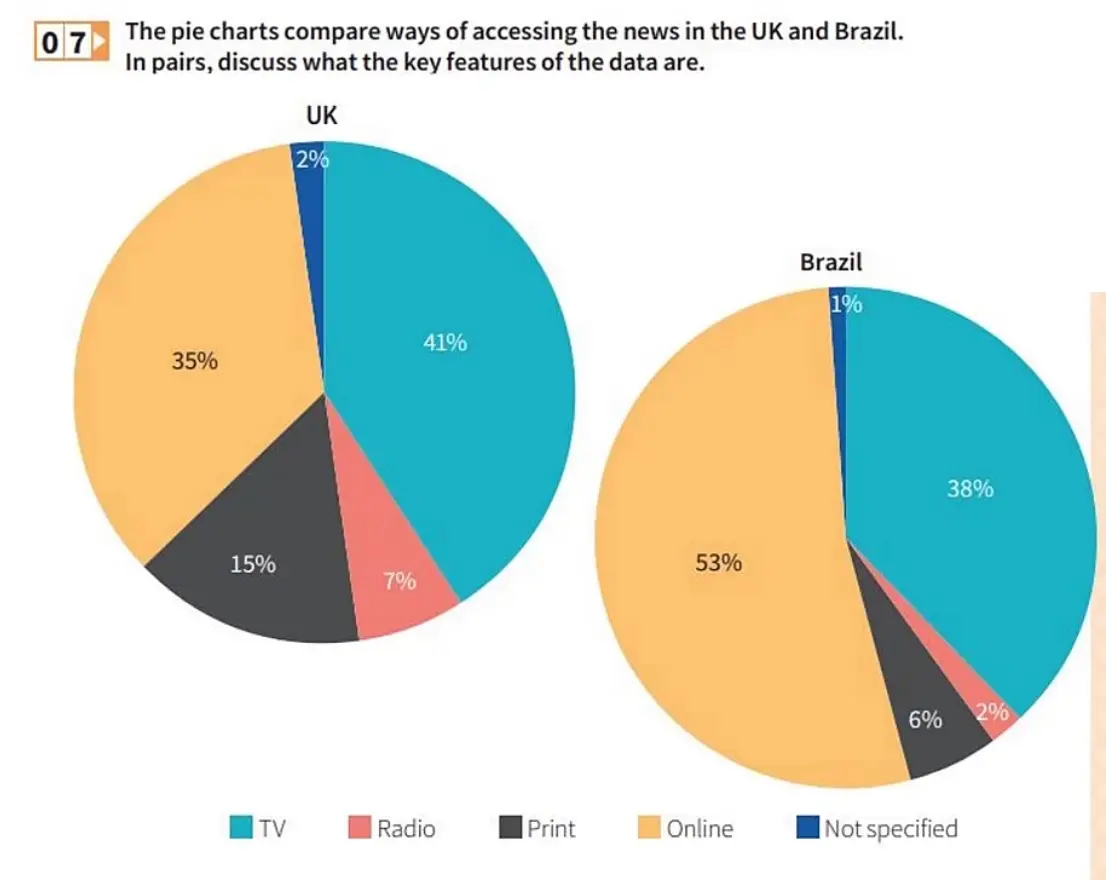 07 The pie charts compare ways of accessing the news in the UK and Brazil.
In pairs, discuss what the key features of the data are.
UK
2%
41%
35%
15%
7%
Brazil
1%
38%
53%
6%
2%
TV
Radio
Print
Online
Not specified